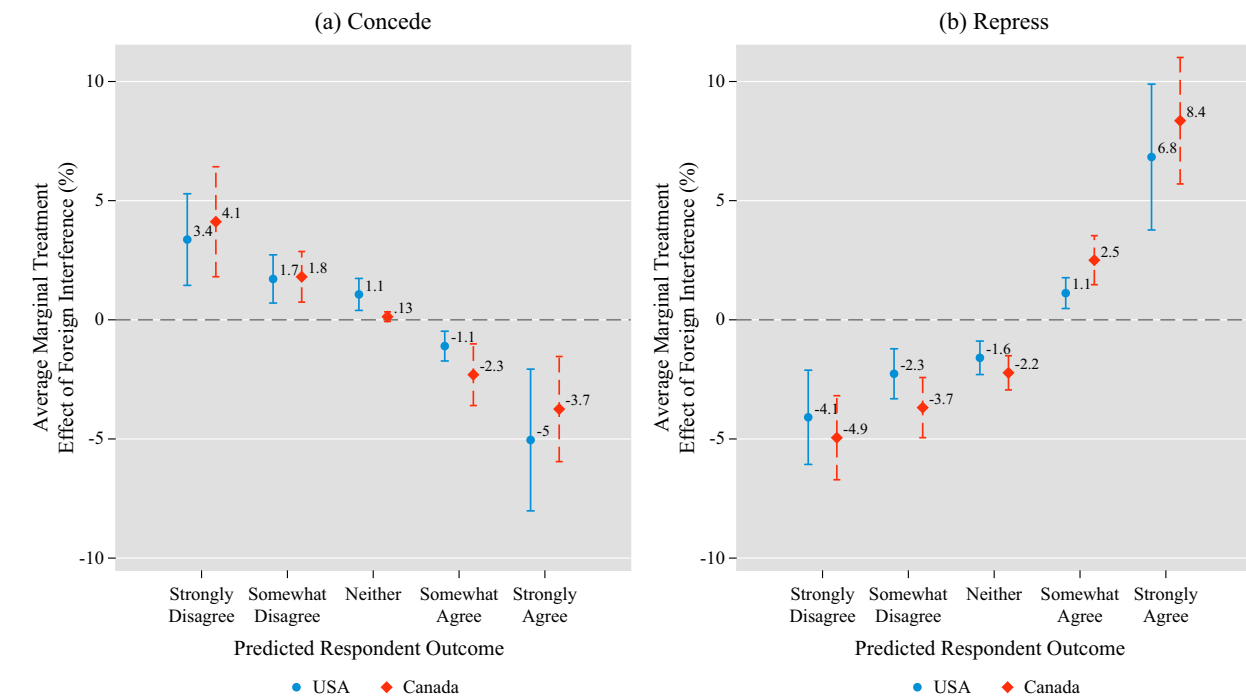 (a) Concede
Average Marginal Treatment
Effect of Foreign Interference (%)
10
5
0
-5
-10
3.4
4.1
1.7
1.8
1.1
.13
-1.1
-2.3
-5
-3.7
Strongly Disagree
Somewhat Disagree
Neither
Somewhat Agree
Strongly Agree
Predicted Respondent Outcome
USA
Canada
(b) Repress
Average Marginal Treatment
Effect of Foreign Interference (%)
10
5
0
-5
-10
-4.1
-4.9
-2.3
-3.7
-1.6
-2.2
1.1
2.5
6.8
8.4
Strongly Disagree
Somewhat Disagree
Neither
Somewhat Agree
Strongly Agree
Predicted Respondent Outcome
USA
Canada